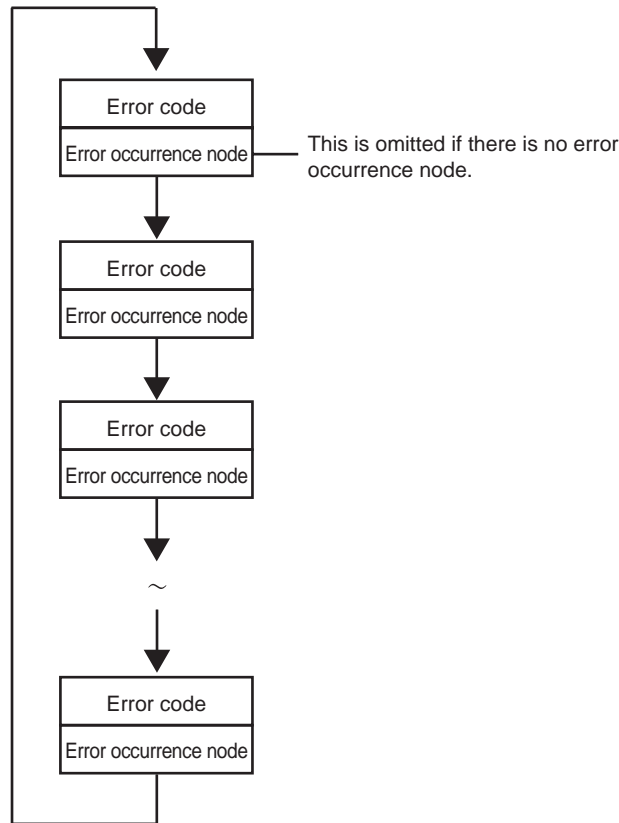 Error code
Error occurrence node
This is omitted if there is no error
occurrence node.
Error code
Error occurrence node
Error code
Error occurrence node
~
Error code
Error occurrence node